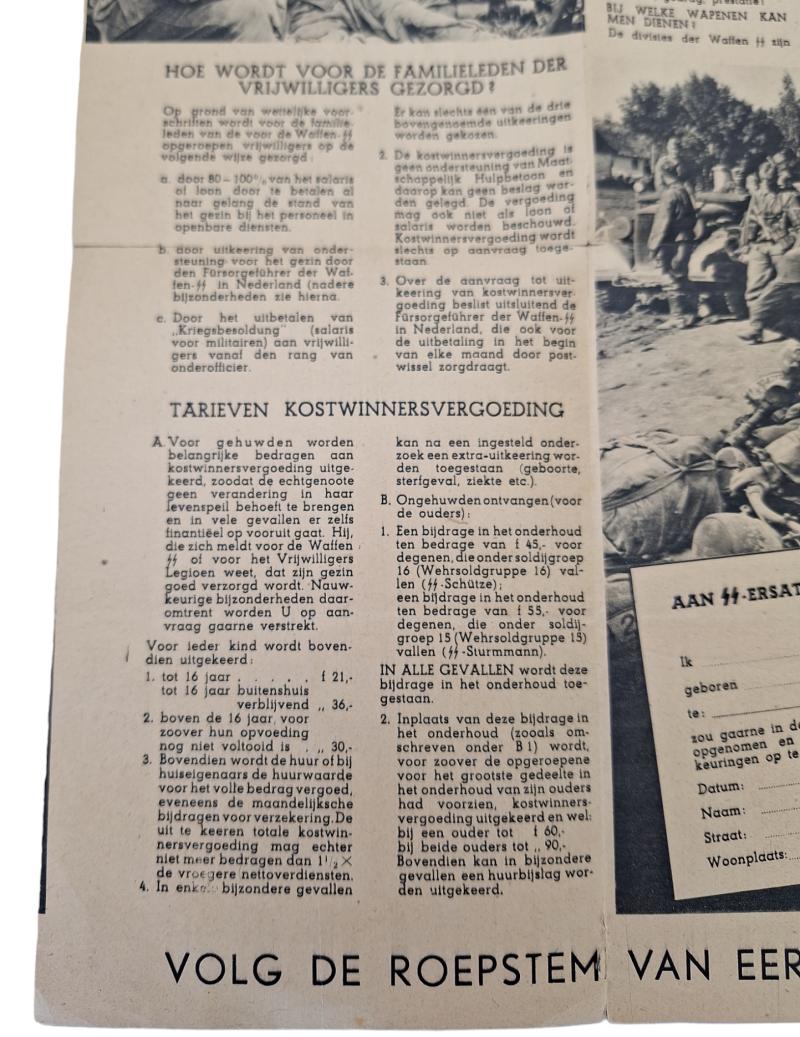 BIJ WELKE WAPENEN KAN
MEN DIENEN?
De divisies der Waffen ᛋᛋ zijn
HOE WORDT VOOR DE FAMILIELEDEN DER
VRIJWILLIGERS GEZORGD?
Op grond van wettelijke voor-
schriften wordt voor de familie-
leden van de voor de Waffen-ᛋᛋ
opgeroepen vrijwilligers op de
volgende wijze gezorgd:
a. door 80-100% van het salaris
of loon door te betalen al
naar gelang de stand van
het gezin bij het personeel in
openbare diensten.
b. door uitkeering van onder-
steuning voor het gezin door
den Fürsorgeführer der Waf-
fen-ᛋᛋ in Nederland (nadere
bijzonderheden zie hierna.
c. Door het uitbetalen van
„Kriegsbesoldung" (salaris
voor militairen) aan vrijwilli-
gers vanaf den rang van
onderofficier.
Er kan slechts één van de drie
bovengenoemde uitkeeringen
worden gekozen.
2. De kostwinnersvergoeding is
geen ondersteuning van Maat-
schappelijk Hulpbetoon en
daarop kan geen beslag wor-
den gelegd. De vergoeding
mag ook niet als loon of
salaris worden beschouwd.
Kostwinnersvergoeding wordt
slechts op aanvraag toege-
staan.
3. Over de aanvraag tot uit-
keering van kostwinnersver-
goeding beslist uitsluitend de
Fürsorgeführer der Waffen-ᛋᛋ
in Nederland, die ook voor
de uitbetaling in het begin
van elke maand door post-
wissel zorgdraagt.
TARIEVEN KOSTWINNERSVERGOEDING
A. Voor gehuwden worden
belangrijke bedragen aan
kostwinnersvergoeding uitge-
keerd, zoodat de echtgenoote
geen verandering in haar
levenspeil behoeft te brengen
en in vele gevallen er zelfs
finantiëel op vooruit gaat. Hij,
die zich meldt voor de Waffen
ᛋᛋ of voor het Vrijwilligers
Legioen weet, dat zijn gezin
goed verzorgd wordt. Nauw-
keurige bijzonderheden daar-
omtrent worden U op aan-
vraag gaarne verstrekt.
Voor ieder kind wordt boven-
dien uitgekeerd:
1. tot 16 jaar . . . . . f 21,-
tot 16 jaar buitenshuis
verblijvend „ 36,-
2. boven de 16 jaar, voor
zoover hun opvoeding
nog niet voltooid is . „ 30,-
3. Bovendien wordt de huur of bij
huiseigenaars de huurwaarde
voor het volle bedrag vergoed,
eveneens de maandelijksche
bijdragen voor verzekering. De
uit te keeren totale kostwin-
nersvergoeding mag echter
niet meer bedragen dan 1½ ×
de vroegere nettoverdiensten.
4. In enkele bijzondere gevallen
kan na een ingesteld onder-
zoek een extra-uitkeering wor-
den toegestaan (geboorte,
sterfgeval, ziekte etc.).
B. Ongehuwden ontvangen (voor
de ouders):
1. Een bijdrage in het onderhoud
ten bedrage van f 45,- voor
degenen, die onder soldijgroep
16 (Wehrsoldgruppe 16) val-
len (ᛋᛋ-Schütze);
een bijdrage in het onderhoud
ten bedrage van f 55,- voor
degenen, die onder soldij-
groep 15 (Wehrsoldgruppe 15)
vallen (ᛋᛋ-Sturmmann).
IN ALLE GEVALLEN wordt deze
bijdrage in het onderhoud toe-
gestaan.
2. Inplaats van deze bijdrage in
het onderhoud (zooals om-
schreven onder B 1) wordt,
voor zoover de opgeroepene
voor het grootste gedeelte in
het onderhoud van zijn ouders
had voorzien, kostwinners-
vergoeding uitgekeerd en wel:
bij een ouder tot f 60,-
bij beide ouders tot „ 90,-
Bovendien kan in bijzondere
gevallen een huurbijslag wor-
den uitgekeerd.
AAN ᛋᛋ-ERSAT
Ik
geboren
te:
zou gaarne in de
opgenomen en
keuringen op te
Datum:
Naam:
Straat:
Woonplaats:
VOLG DE ROEPSTEM VAN EER